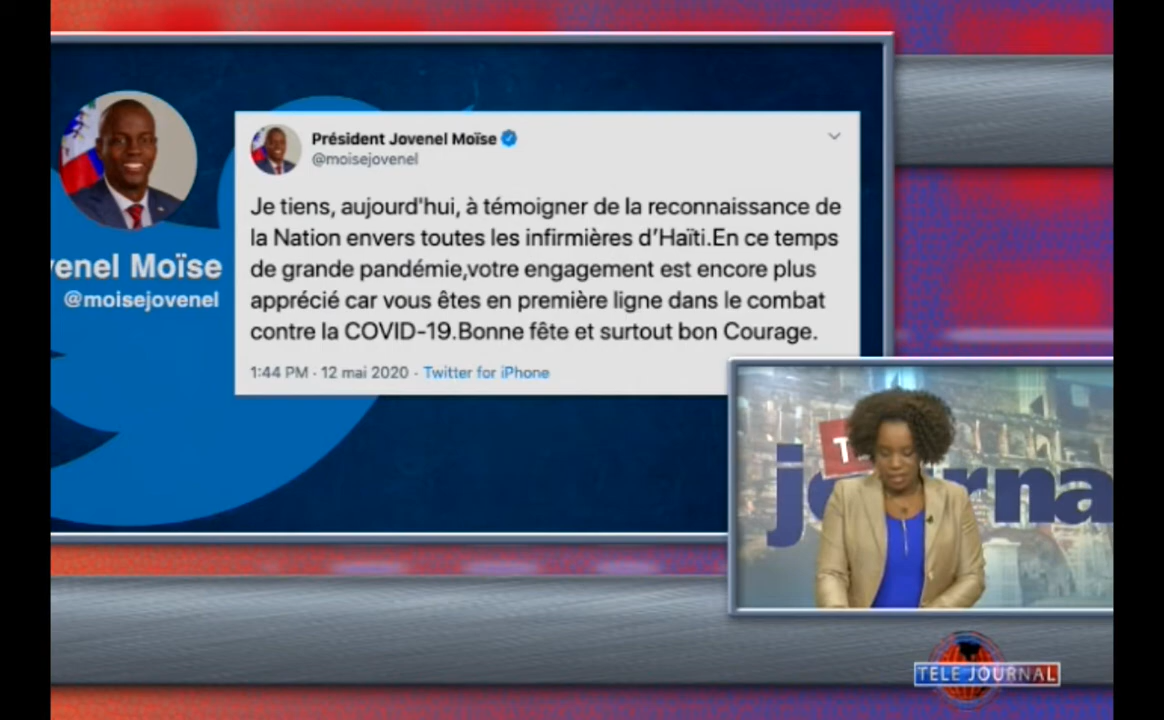 Président Jovenel Moïse
@moisejovenel
Je tiens, aujourd'hui, à témoigner de la reconnaissance de
la Nation envers toutes les infirmières d'Haïti.En ce temps
de grande pandémie,votre engagement est encore plus
apprécié car vous êtes en première ligne dans le combat
contre la COVID-19.Bonne fête et surtout bon Courage.
1:44 PM · 12 mai 2020 · Twitter for iPhone
venel Moïse
@moisejovenel
TELE JOURNAL